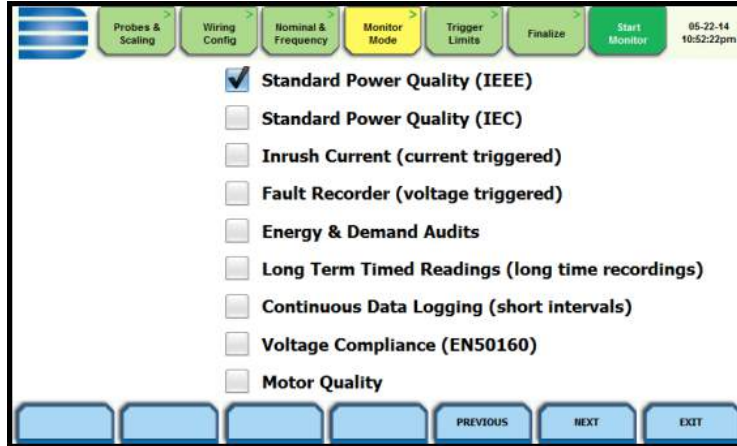 Probes & Scaling
Wiring Config
Nominal & Frequency
Monitor Mode
Trigger Limits
Finalize
Start Monitor
05-22-14
10:52:22pm
Standard Power Quality (IEEE)
Standard Power Quality (IEC)
Inrush Current (current triggered)
Fault Recorder (voltage triggered)
Energy & Demand Audits
Long Term Timed Readings (long time recordings)
Continuous Data Logging (short intervals)
Voltage Compliance (EN50160)
Motor Quality
PREVIOUS
NEXT
EXIT